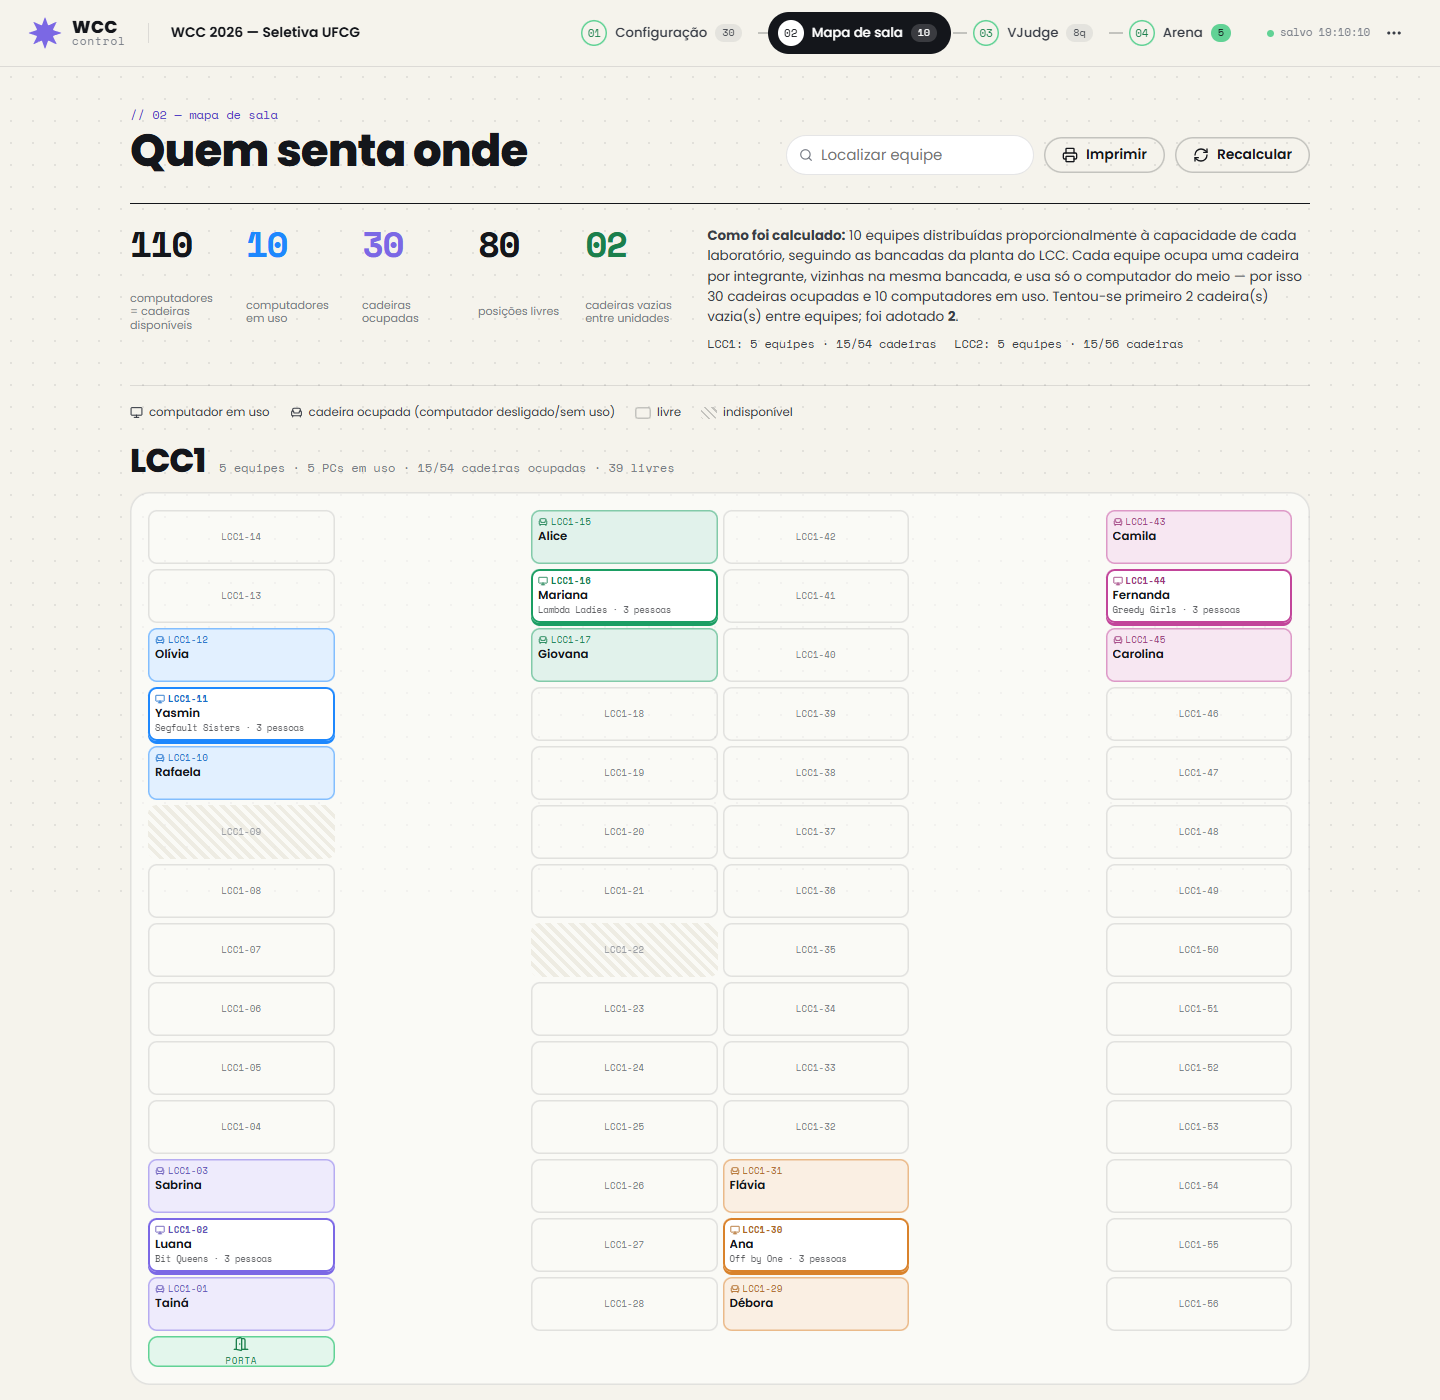 WCC
control
WCC 2026 — Seletiva UFCG
01 Configuração 30
02 Mapa de sala 10
03 VJudge 8q
04 Arena 5
salvo 19:10:10
// 02 — mapa de sala
Quem senta onde
Localizar equipe
Imprimir
Recalcular
110
computadores
= cadeiras
disponíveis
10
computadores
em uso
30
cadeiras
ocupadas
80
posições livres
02
cadeiras vazias
entre unidades
Como foi calculado: 10 equipes distribuídas proporcionalmente à capacidade de cada
laboratório, seguindo as bancadas da planta do LCC. Cada equipe ocupa uma cadeira
por integrante, vizinhas na mesma bancada, e usa só o computador do meio — por isso
30 cadeiras ocupadas e 10 computadores em uso. Tentou-se primeiro 2 cadeira(s)
vazia(s) entre equipes; foi adotado 2.
LCC1: 5 equipes · 15/54 cadeiras LCC2: 5 equipes · 15/56 cadeiras
computador em uso
cadeira ocupada (computador desligado/sem uso)
livre
indisponível
LCC1
5 equipes · 5 PCs em uso · 15/54 cadeiras ocupadas · 39 livres
LCC1-14
LCC1-15
Alice
LCC1-42
LCC1-43
Camila
LCC1-13
LCC1-16
Mariana
Lambda Ladies · 3 pessoas
LCC1-41
LCC1-44
Fernanda
Greedy Girls · 3 pessoas
LCC1-12
Olívia
LCC1-17
Giovana
LCC1-40
LCC1-45
Carolina
LCC1-11
Yasmin
Segfault Sisters · 3 pessoas
LCC1-18
LCC1-39
LCC1-46
LCC1-10
Rafaela
LCC1-19
LCC1-38
LCC1-47
LCC1-09
LCC1-20
LCC1-37
LCC1-48
LCC1-08
LCC1-21
LCC1-36
LCC1-49
LCC1-07
LCC1-22
LCC1-35
LCC1-50
LCC1-06
LCC1-23
LCC1-34
LCC1-51
LCC1-05
LCC1-24
LCC1-33
LCC1-52
LCC1-04
LCC1-25
LCC1-32
LCC1-53
LCC1-03
Sabrina
LCC1-26
LCC1-31
Flávia
LCC1-54
LCC1-02
Luana
Bit Queens · 3 pessoas
LCC1-27
LCC1-30
Ana
Off by One · 3 pessoas
LCC1-55
LCC1-01
Tainá
LCC1-28
LCC1-29
Débora
LCC1-56
PORTA